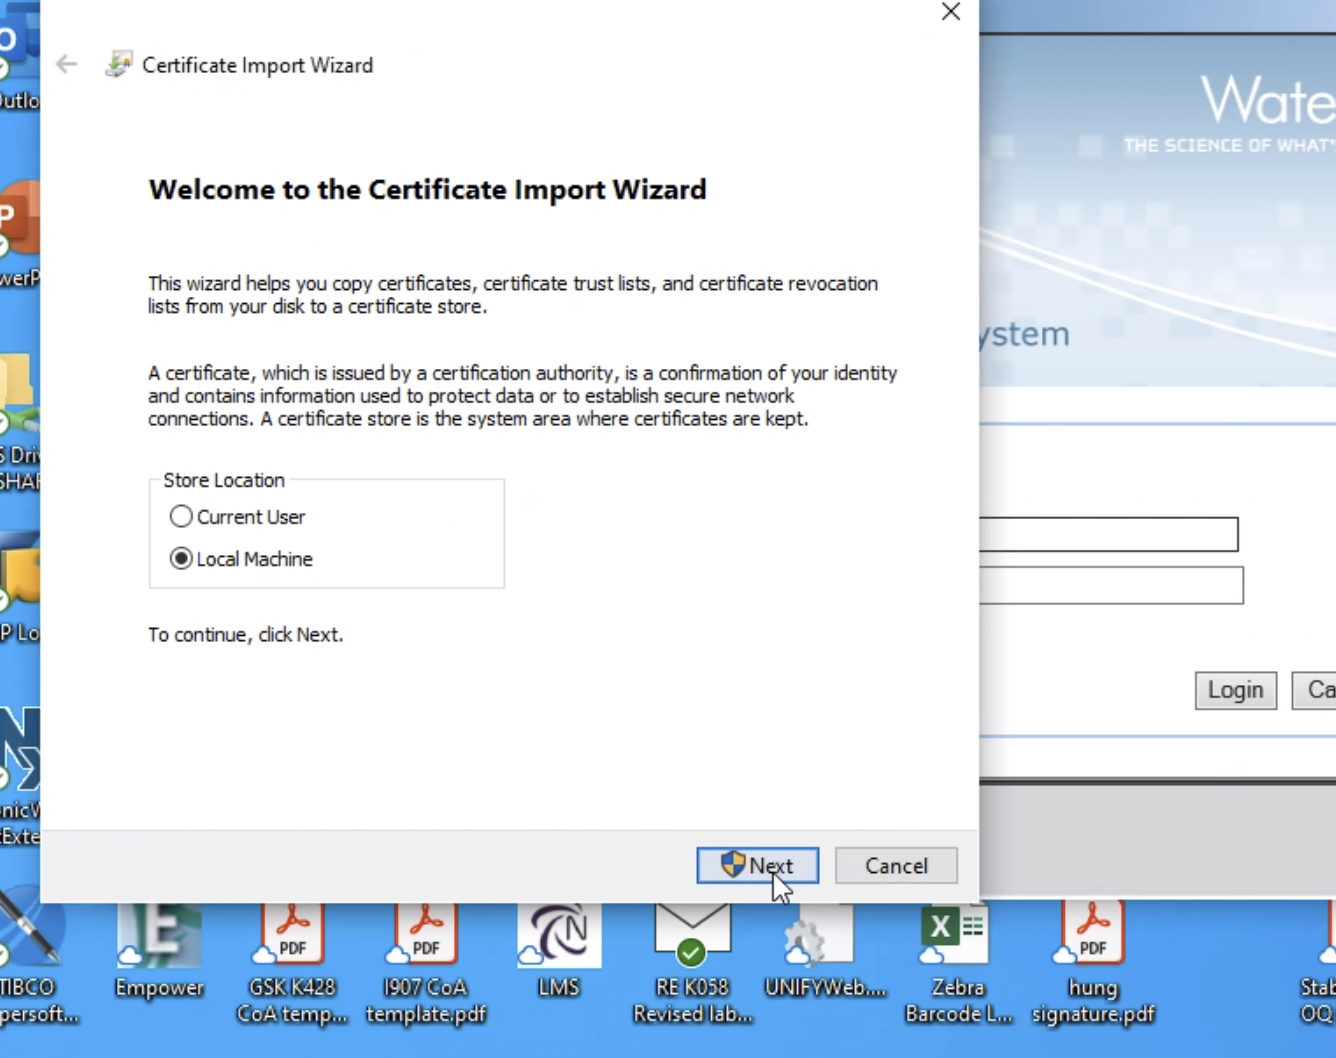 Certificate Import Wizard
Welcome to the Certificate Import Wizard
This wizard helps you copy certificates, certificate trust lists, and certificate revocation
lists from your disk to a certificate store.
A certificate, which is issued by a certification authority, is a confirmation of your identity
and contains information used to protect data or to establish secure network
connections. A certificate store is the system area where certificates are kept.
Store Location
Current User
Local Machine
To continue, click Next.
Next
Cancel
Wate
THE SCIENCE OF WHAT'
ystem
Login
Ca
Outlo
P
werP
S Driv
SHAR
P Lo
nicW
Exte
TIBCO
persoft...
E
Empower
PDF
GSK K428
CoA temp...
PDF
I907 CoA
template.pdf
N
LMS
RE K058
Revised lab...
UNIFYWeb....
X
Zebra
Barcode L...
PDF
hung
signature.pdf
Stab
OQ